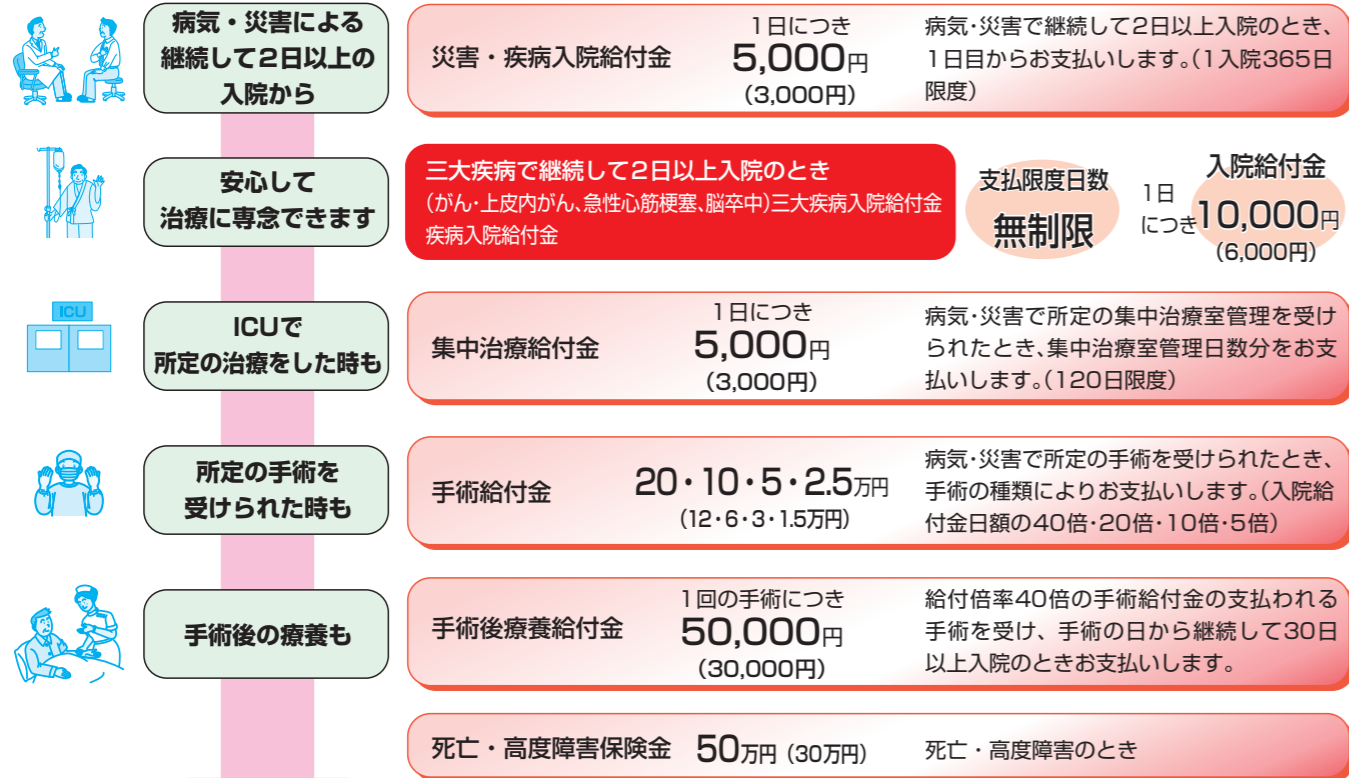 病気・災害による
継続して2日以上の
入院から
災害・疾病入院給付金
1日につき
5,000円
(3,000円)
病気・災害で継続して2日以上入院のとき、
1日目からお支払いします。(1入院365日
限度)
安心して
治療に専念できます
三大疾病で継続して2日以上入院のとき
(がん・上皮内がん、急性心筋梗塞、脳卒中)三大疾病入院給付金
疾病入院給付金
支払限度日数
無制限
1日
につき
入院給付金
10,000円
(6,000円)
ICU
ICUで
所定の治療をした時も
集中治療給付金
1日につき
5,000円
(3,000円)
病気・災害で所定の集中治療室管理を受け
られたとき、集中治療室管理日数分をお支
払いします。(120日限度)
所定の手術を
受けられた時も
手術給付金
20・10・5・2.5万円
(12・6・3・1.5万円)
病気・災害で所定の手術を受けられたとき、
手術の種類によりお支払いします。(入院給
付金日額の40倍・20倍・10倍・5倍)
手術後の療養も
手術後療養給付金
1回の手術につき
50,000円
(30,000円)
給付倍率40倍の手術給付金の支払われる
手術を受け、手術の日から継続して30日
以上入院のときお支払いします。
死亡・高度障害保険金
50万円(30万円)
死亡・高度障害のとき